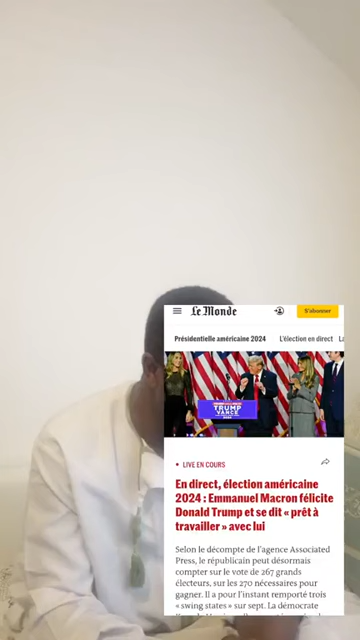 Le Monde
S'abonner
Présidentielle américaine 2024 L'élection en direct
TRUMP
VANCE
LIVE EN COURS
En direct, élection américaine
2024 : Emmanuel Macron félicite
Donald Trump et se dit « prêt à
travailler » avec lui
Selon le décompte de l'agence Associated
Press, le républicain peut désormais
compter sur le vote de 267 grands
électeurs, sur les 270 nécessaires pour
gagner. Il a pour l'instant remporté trois
« swing states » sur sept. La démocrate